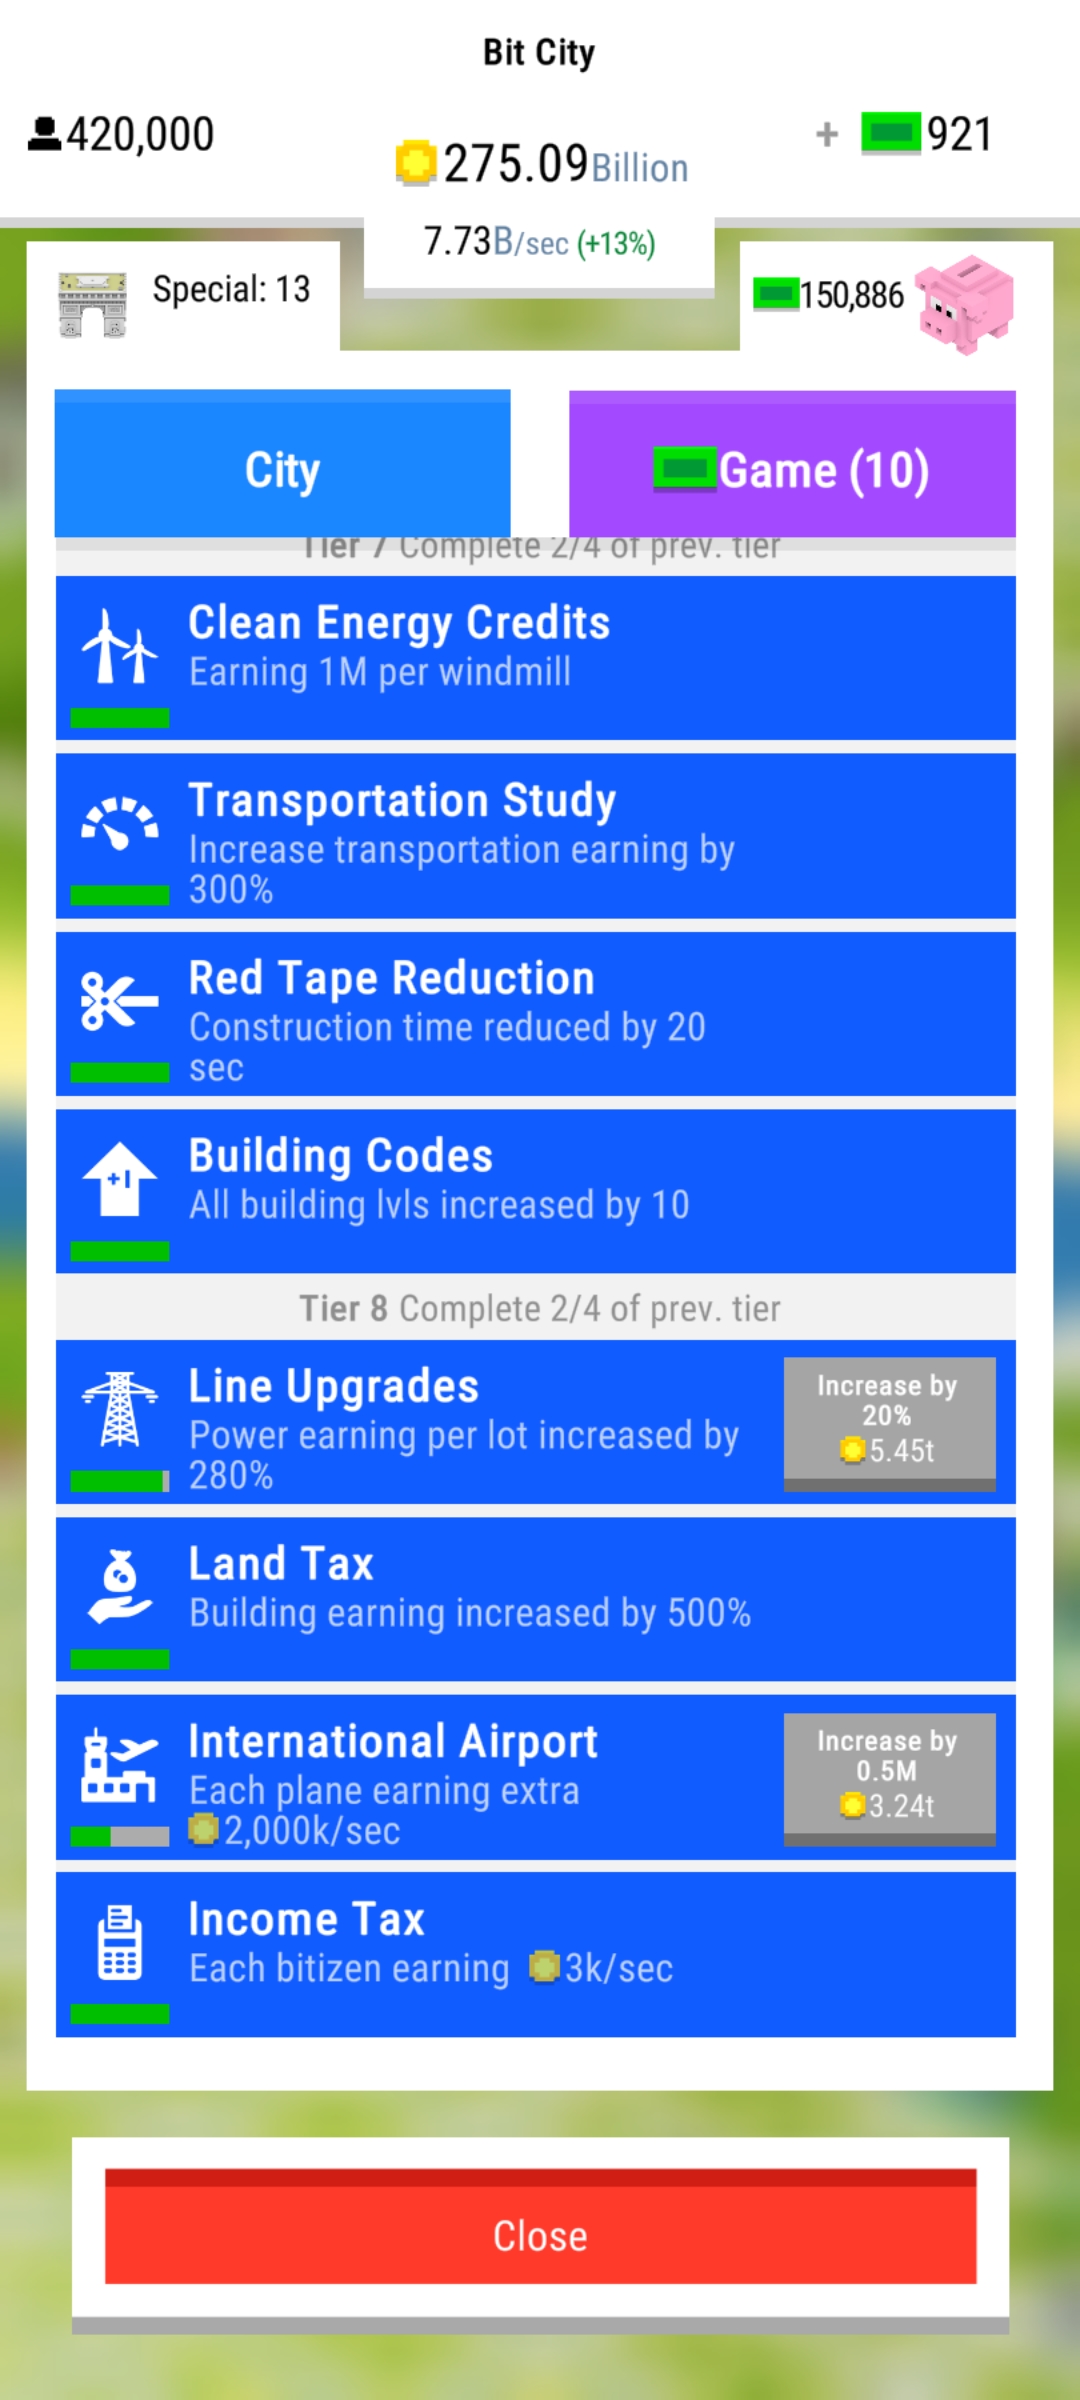 Bit City
420,000
275.09Billion
+ 921
7.73B/sec (+13%)
Special: 13
150,886
City
Game (10)
Tier 7 Complete 2/4 of prev. tier
Clean Energy Credits
Earning 1M per windmill
Transportation Study
Increase transportation earning by
300%
Red Tape Reduction
Construction time reduced by 20
sec
+1
Building Codes
All building lvls increased by 10
Tier 8 Complete 2/4 of prev. tier
Line Upgrades
Power earning per lot increased by
280%
Increase by
20%
5.45t
Land Tax
Building earning increased by 500%
International Airport
Each plane earning extra
2,000k/sec
Increase by
0.5M
3.24t
Income Tax
Each bitizen earning 3k/sec
Close